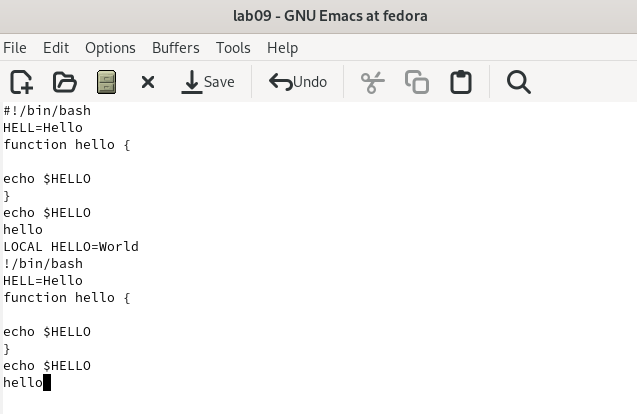 lab09 - GNU Emacs at fedora
File Edit Options Buffers Tools Help
Save Undo
#!/bin/bash
HELL=Hello
function hello {
echo $HELLO
}
echo $HELLO
hello
LOCAL HELLO=World
!/bin/bash
HELL=Hello
function hello {
echo $HELLO
}
echo $HELLO
hello